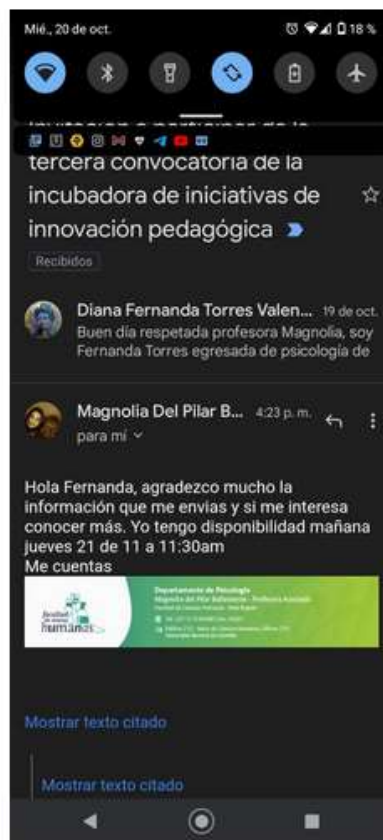 Mié., 20 de oct. 18 %
Invitación a participar de la
tercera convocatoria de la
incubadora de iniciativas de
innovación pedagógica
Recibidos
Diana Fernanda Torres Valen... 19 de oct.
Buen día respetada profesora Magnolia, soy
Fernanda Torres egresada de psicología de
Magnolia Del Pilar B... 4:23 p. m.
para mí
Hola Fernanda, agradezco mucho la
información que me envias y si me interesa
conocer más. Yo tengo disponibilidad mañana
jueves 21 de 11 a 11:30am
Me cuentas
Departamento de Psicología
humanas
Mostrar texto citado
Mostrar texto citado